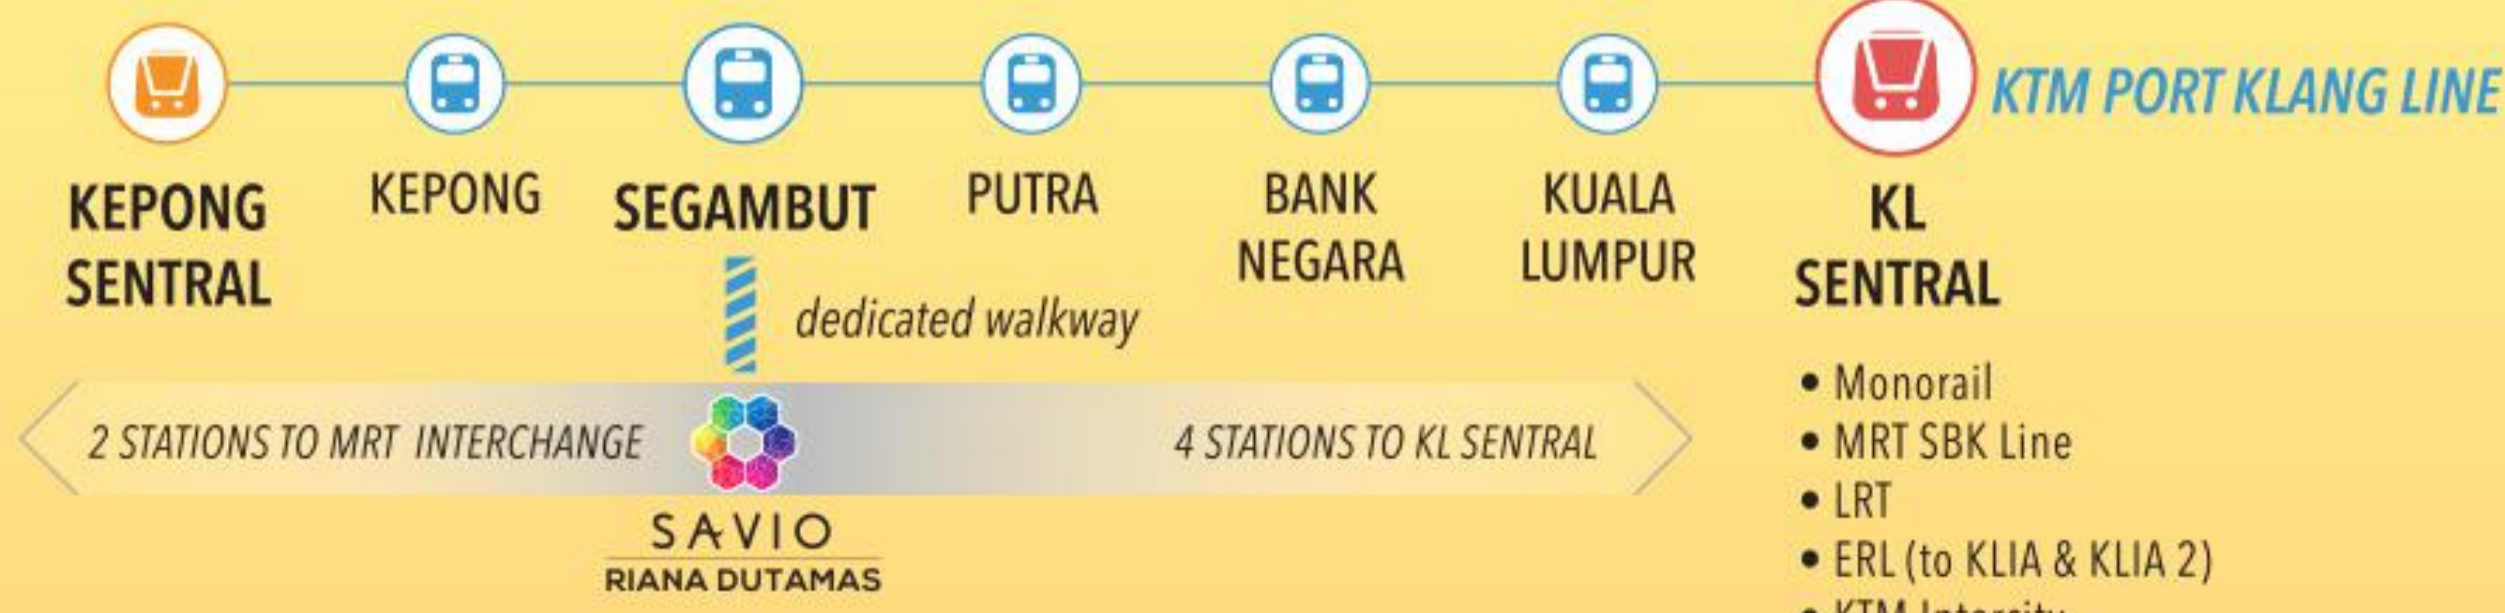 KTM PORT KLANG LINE
KEPONG
SENTRAL
KEPONG
SEGAMBUT
PUTRA
BANK
NEGARA
KUALA
LUMPUR
KL
SENTRAL
dedicated walkway
2 STATIONS TO MRT INTERCHANGE
4 STATIONS TO KL SENTRAL
SAVIO
RIANA DUTAMAS
• Monorail
• MRT SBK Line
• LRT
• ERL (to KLIA & KLIA 2)
• KTM Intercity